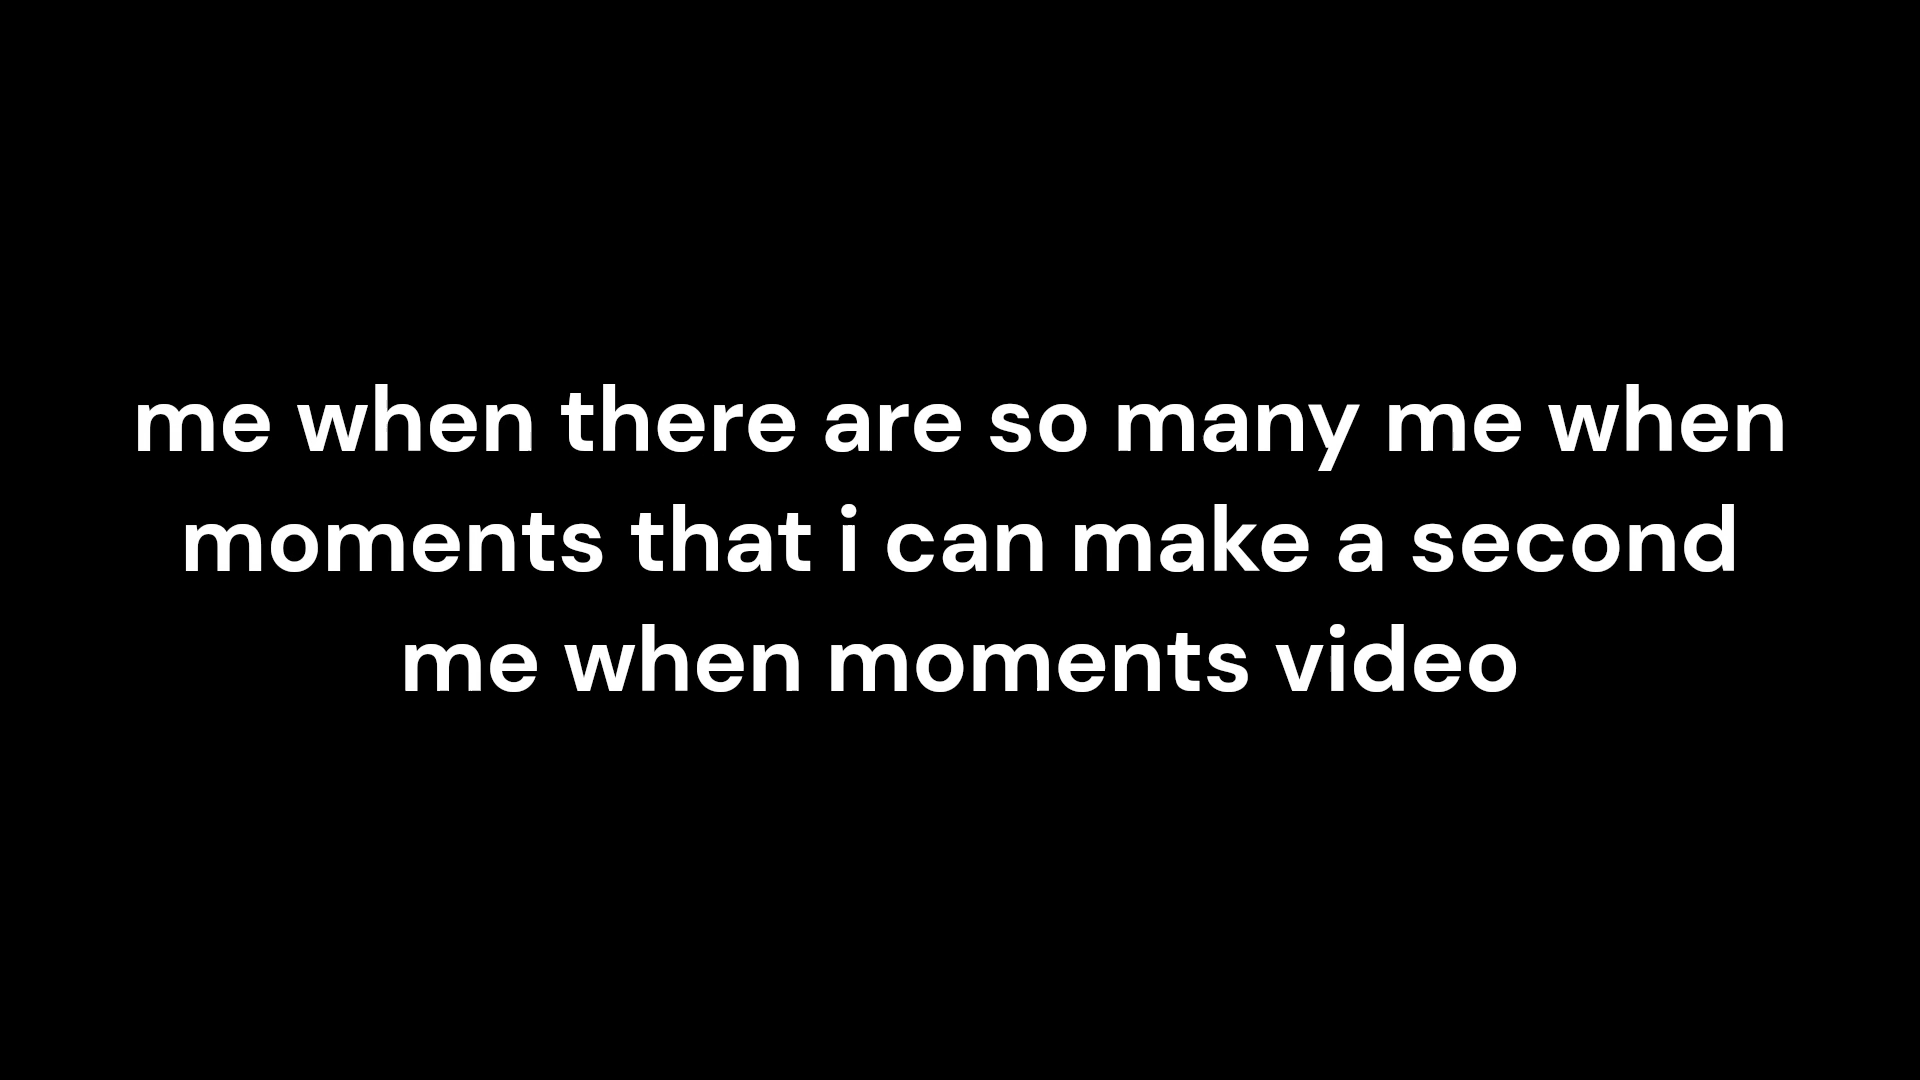 me when there are so many me when
moments that i can make a second
me when moments video